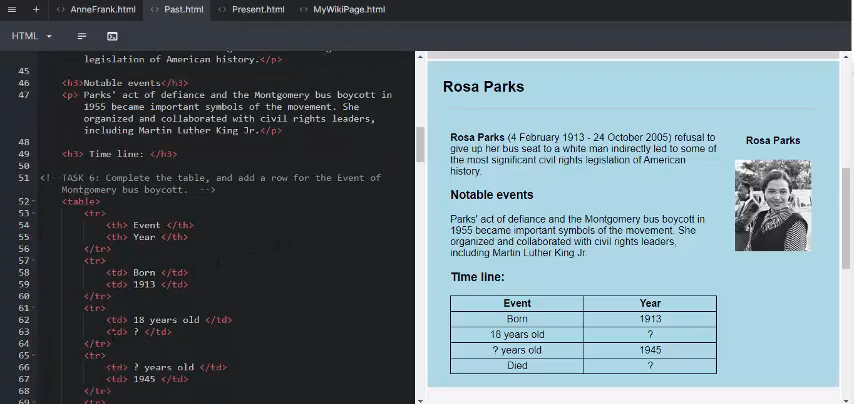 AnneFrank.html
Past.html
Present.html
MyWikiPage.html
HTML
legislation of American history.</p>
45
46 <h3>Notable events</h3>
47 <p> Parks' act of defiance and the Montgomery bus boycott in
1955 became important symbols of the movement. She
organized and collaborated with civil rights leaders,
including Martin Luther King Jr.</p>
48
49 <h3> Time line: </h3>
50
51 <!--TASK 6: Complete the table, and add a row for the Event of
Montgomery bus boycott. -->
52 <table>
53 <tr>
54 <th> Event </th>
55 <th> Year </th>
56 </tr>
57 <tr>
58 <td> Born </td>
59 <td> 1913 </td>
60 </tr>
61 <tr>
62 <td> 18 years old </td>
63 <td> ? </td>
64 </tr>
65 <tr>
66 <td> ? years old </td>
67 <td> 1945 </td>
68 </tr>
69 <tr>
Rosa Parks
Rosa Parks (4 February 1913 - 24 October 2005) refusal to
give up her bus seat to a white man indirectly led to some of
the most significant civil rights legislation of American
history.
Rosa Parks
Notable events
Parks' act of defiance and the Montgomery bus boycott in
1955 became important symbols of the movement. She
organized and collaborated with civil rights leaders,
including Martin Luther King Jr.
Time line:
Event Year
Born 1913
18 years old ?
? years old 1945
Died ?